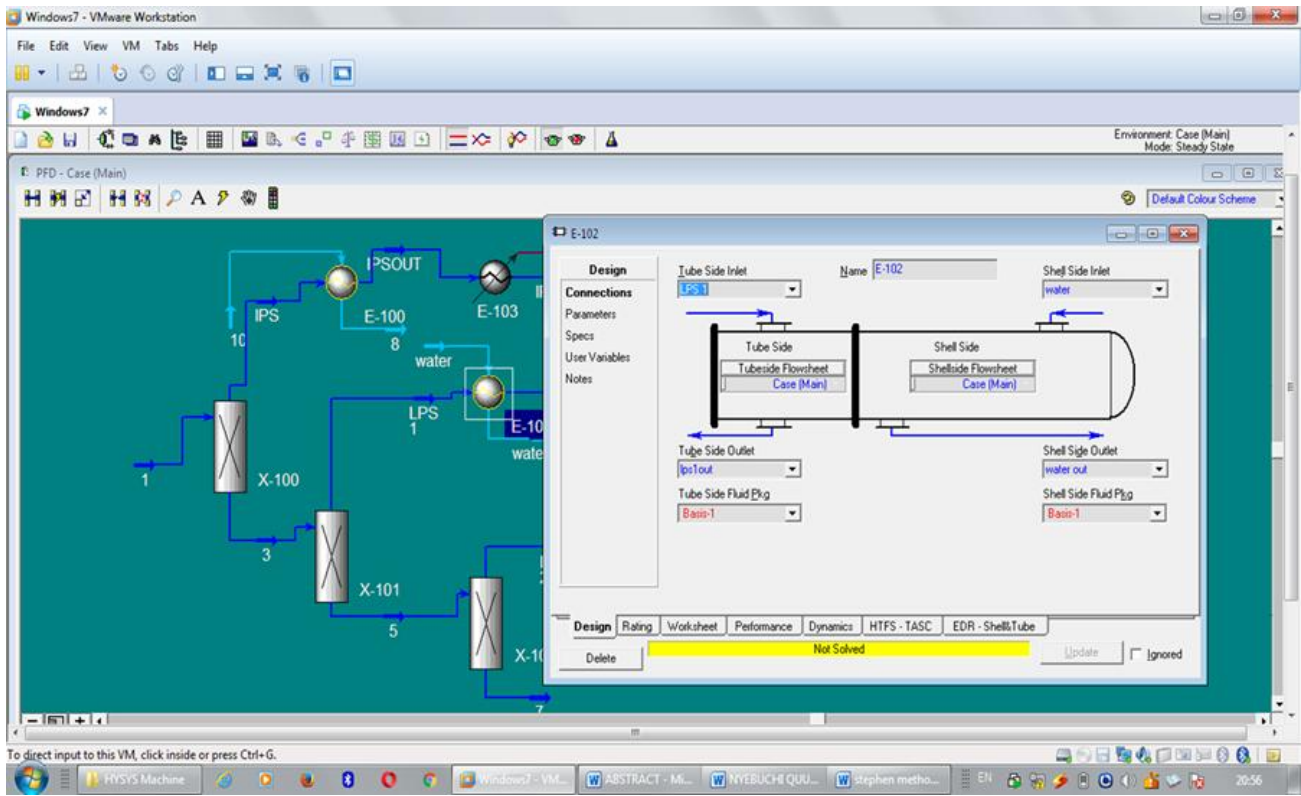 Windows7 - VMware Workstation
File Edit View VM Tabs Help
Windows7
Environment: Case (Main)
Mode: Steady State
PFD - Case (Main)
Default Colour Scheme
IPSOUT
E-103
IPS
E-100
10
8
water
LPS
1
E-10
wate
1
X-100
3
X-101
5
X-10
7
E-102
Design
Connections
Parameters
Specs
User Variables
Notes
Tube Side Inlet
LPS 1
Name E-102
Shell Side Inlet
water
Tube Side
Tubeside Flowsheet
Case (Main)
Shell Side
Shellside Flowsheet
Case (Main)
Tube Side Outlet
lps1out
Shell Side Outlet
water out
Tube Side Fluid Pkg
Basis-1
Shell Side Fluid Pkg
Basis-1
Design Rating Worksheet Performance Dynamics HTFS - TASC EDR - Shell&Tube
Delete
Not Solved
Update
Ignored
To direct input to this VM, click inside or press Ctrl+G.
HYSYS Machine
Windows7 - VM...
ABSTRACT - Mi...
NYEBUCHI QUU...
stephen metho...
EN
20:56